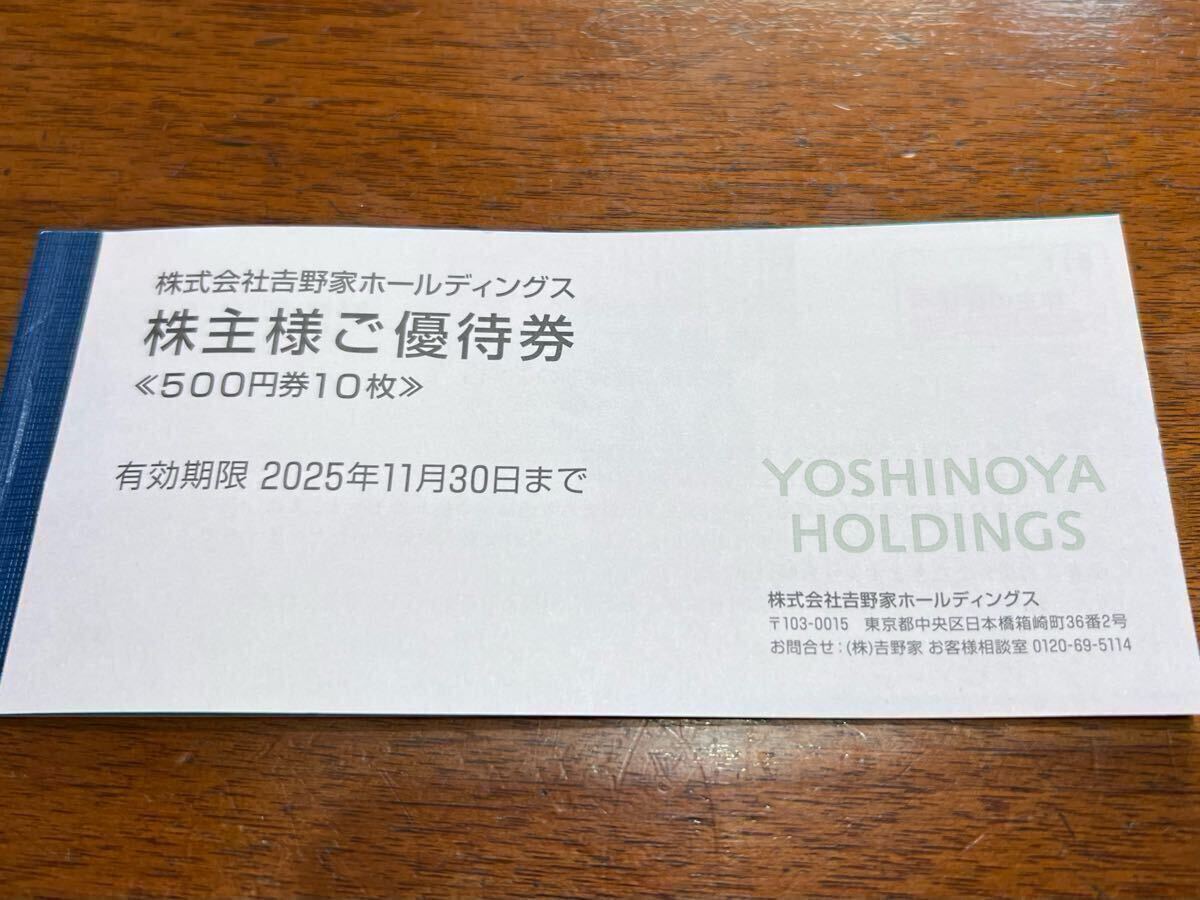 株式会社𠮷野家ホールディングス
株主様ご優待券
≪500円券10枚≫
有効期限 2025年11月30日まで
YOSHINOYA
HOLDINGS
株式会社𠮷野家ホールディングス
〒103-0015 東京都中央区日本橋箱崎町36番2号
お問合せ:(株)𠮷野家 お客様相談室 0120-69-5114